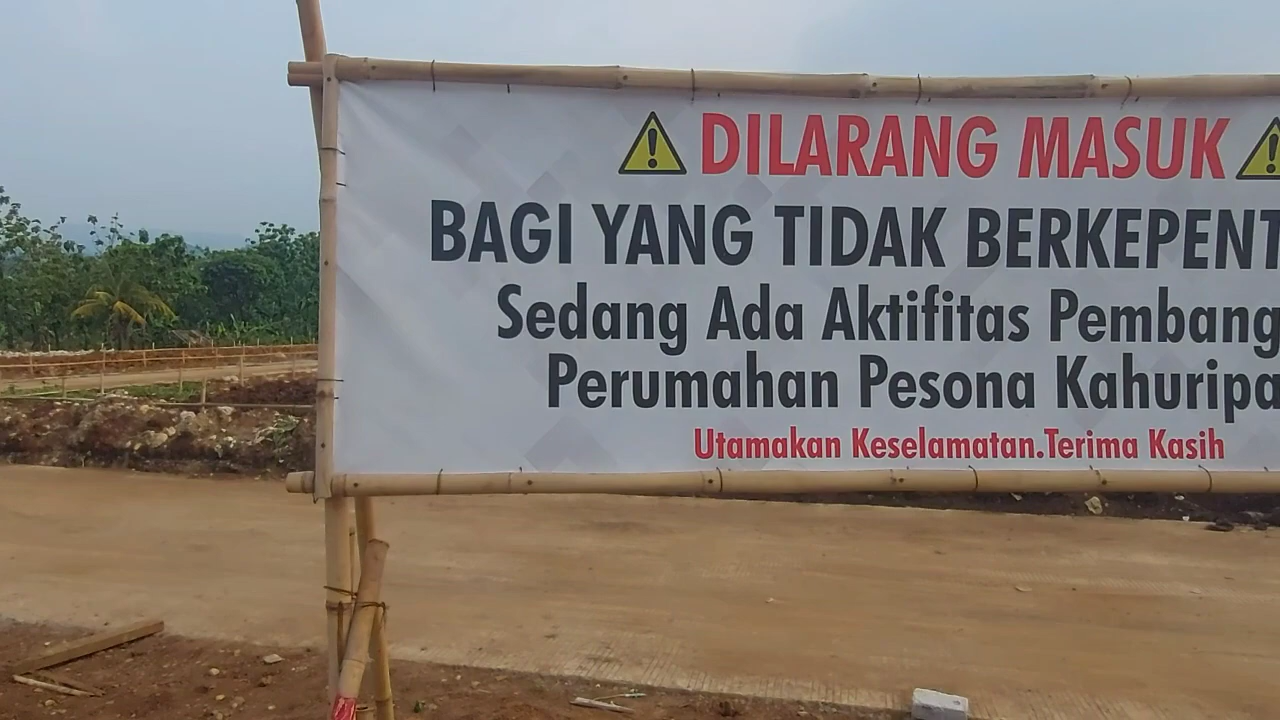 DILARANG MASUK
BAGI YANG TIDAK BERKEPENT
Sedang Ada Aktifitas Pembang
Perumahan Pesona Kahuripa
Utamakan Keselamatan.Terima Kasih